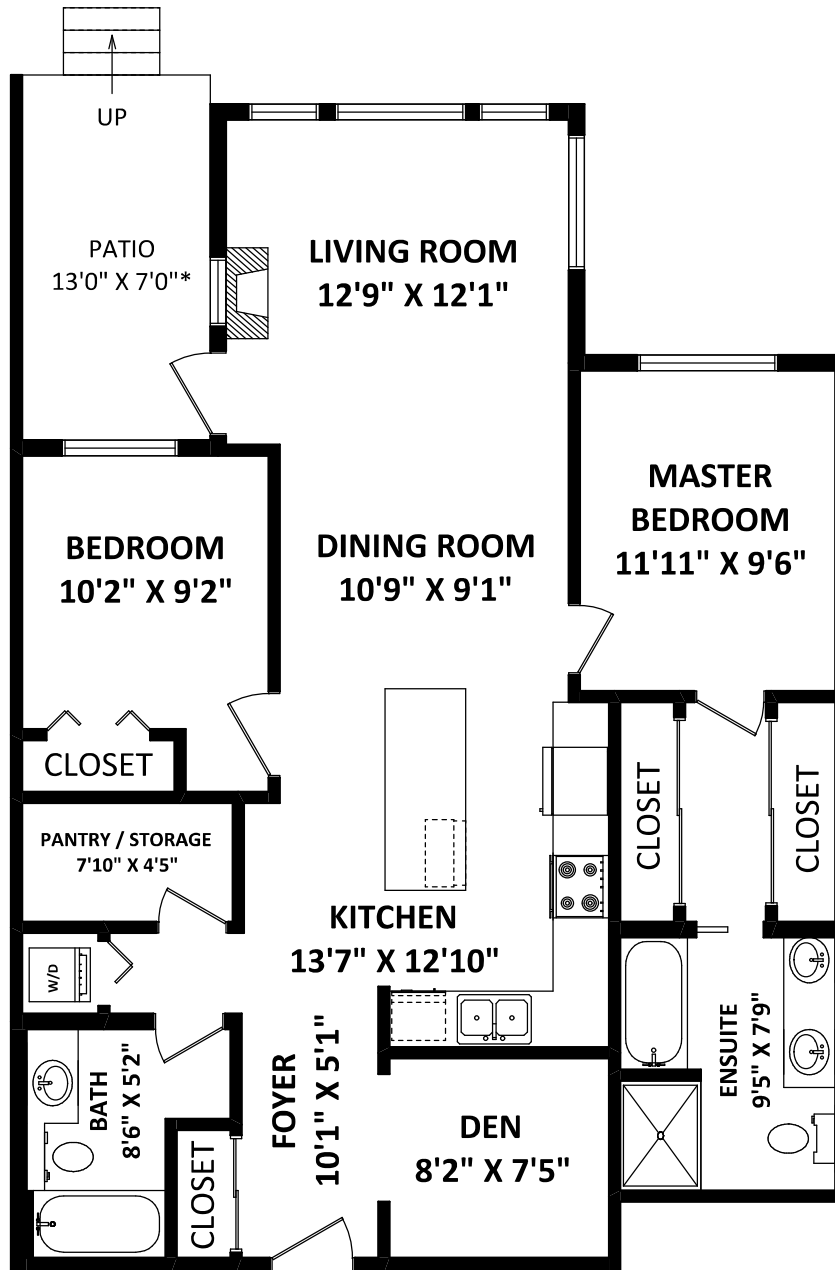 UP
PATIO
13'0" X 7'0"*
LIVING ROOM
12'9" X 12'1"
MASTER
BEDROOM
11'11" X 9'6"
BEDROOM
10'2" X 9'2"
DINING ROOM
10'9" X 9'1"
CLOSET
CLOSET
CLOSET
PANTRY / STORAGE
7'10" X 4'5"
KITCHEN
13'7" X 12'10"
W/D
BATH
8'6" X 5'2"
FOYER
10'1" X 5'1"
ENSUITE
9'5" X 7'9"
DEN
8'2" X 7'5"
CLOSET